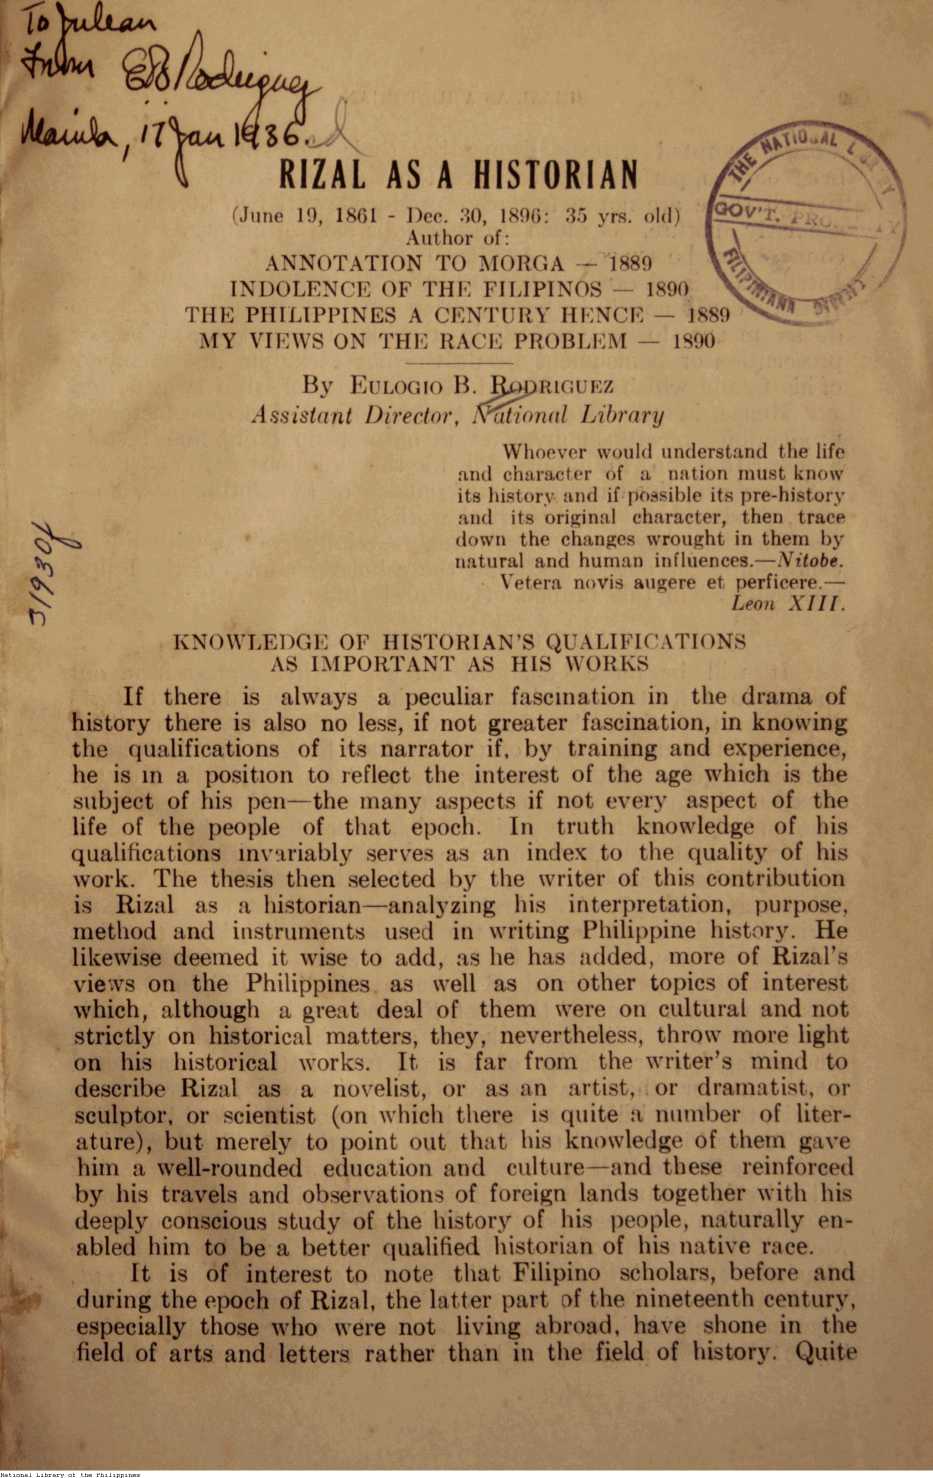 To Julean
From EB Rodriguez
Manila, 17 Jan 1936.
RIZAL AS A HISTORIAN
(June 19, 1861 - Dec. 30, 1896: 35 yrs. old)
Author of:
ANNOTATION TO MORGA — 1889
INDOLENCE OF THE FILIPINOS — 1890
THE PHILIPPINES A CENTURY HENCE — 1889
MY VIEWS ON THE RACE PROBLEM — 1890
THE NATIONAL
GOV'T.
FILIPINIANA
By EULOGIO B. RODRIGUEZ
Assistant Director, National Library
Whoever would understand the life
and character of a nation must know
its history and if possible its pre-history
and its original character, then trace
down the changes wrought in them by
natural and human influences.—Nitobe.
Vetera novis augere et perficere.—
Leon XIII.
KNOWLEDGE OF HISTORIAN'S QUALIFICATIONS
AS IMPORTANT AS HIS WORKS
If there is always a peculiar fascination in the drama of
history there is also no less, if not greater fascination, in knowing
the qualifications of its narrator if, by training and experience,
he is in a position to reflect the interest of the age which is the
subject of his pen—the many aspects if not every aspect of the
life of the people of that epoch. In truth knowledge of his
qualifications invariably serves as an index to the quality of his
work. The thesis then selected by the writer of this contribution
is Rizal as a historian—analyzing his interpretation, purpose,
method and instruments used in writing Philippine history. He
likewise deemed it wise to add, as he has added, more of Rizal's
views on the Philippines as well as on other topics of interest
which, although a great deal of them were on cultural and not
strictly on historical matters, they, nevertheless, throw more light
on his historical works. It is far from the writer's mind to
describe Rizal as a novelist, or as an artist, or dramatist, or
sculptor, or scientist (on which there is quite a number of liter-
ature), but merely to point out that his knowledge of them gave
him a well-rounded education and culture—and these reinforced
by his travels and observations of foreign lands together with his
deeply conscious study of the history of his people, naturally en-
abled him to be a better qualified historian of his native race.
It is of interest to note that Filipino scholars, before and
during the epoch of Rizal, the latter part of the nineteenth century,
especially those who were not living abroad, have shone in the
field of arts and letters rather than in the field of history. Quite
National Library of the Philippines